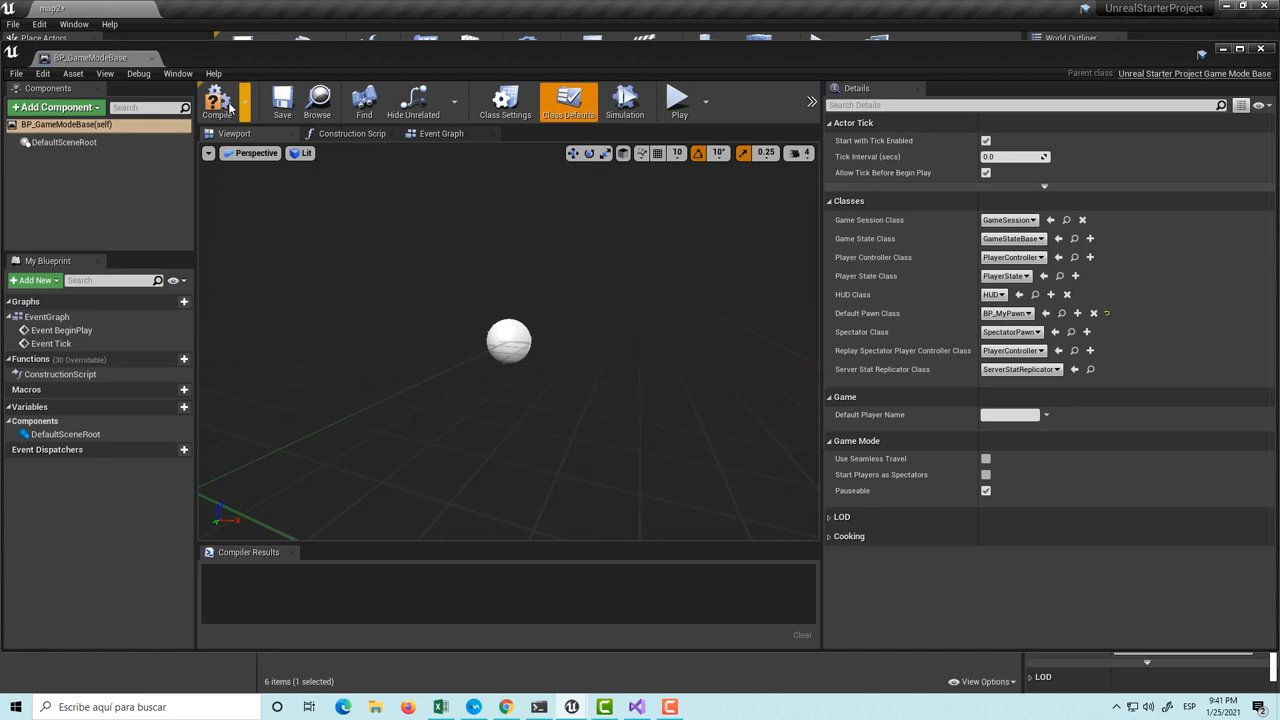 map2*
UnrealStarterProject
File Edit Window Help
Place Actors
World Outliner
BP_GameModeBase
File Edit Asset View Debug Window Help
Parent class: Unreal Starter Project Game Mode Base
Components
+ Add Component
Search
BP_GameModeBase(self)
DefaultSceneRoot
Compile
Save
Browse
Find
Hide Unrelated
Class Settings
Class Defaults
Simulation
Play
Viewport
Construction Scrip
Event Graph
Perspective
Lit
10
10°
0.25
4
My Blueprint
+ Add New
Search
Graphs
EventGraph
Event BeginPlay
Event Tick
Functions (30 Overridable)
ConstructionScript
Macros
Variables
Components
DefaultSceneRoot
Event Dispatchers
Compiler Results
Clear
Details
Search Details
Actor Tick
Start with Tick Enabled
Tick Interval (secs) 0.0
Allow Tick Before Begin Play
Classes
Game Session Class GameSession
Game State Class GameStateBase
Player Controller Class PlayerController
Player State Class PlayerState
HUD Class HUD
Default Pawn Class BP_MyPawn
Spectator Class SpectatorPawn
Replay Spectator Player Controller Class PlayerController
Server Stat Replicator Class ServerStatReplicator
Game
Default Player Name
Game Mode
Use Seamless Travel
Start Players as Spectators
Pauseable
LOD
Cooking
6 items (1 selected)
View Options
LOD
Escribe aquí para buscar
ESP
9:41 PM
1/25/2021
2